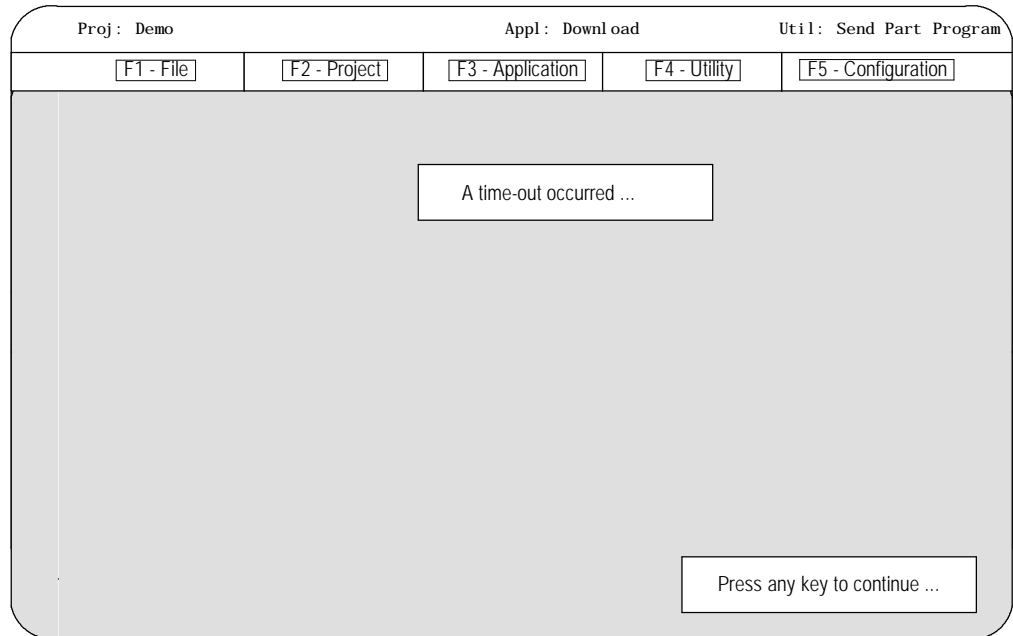 Proj: Demo Appl: Download Util: Send Part Program
F1 - File F2 - Project F3 - Application F4 - Utility F5 - Configuration
A time-out occurred ...
Press any key to continue ...